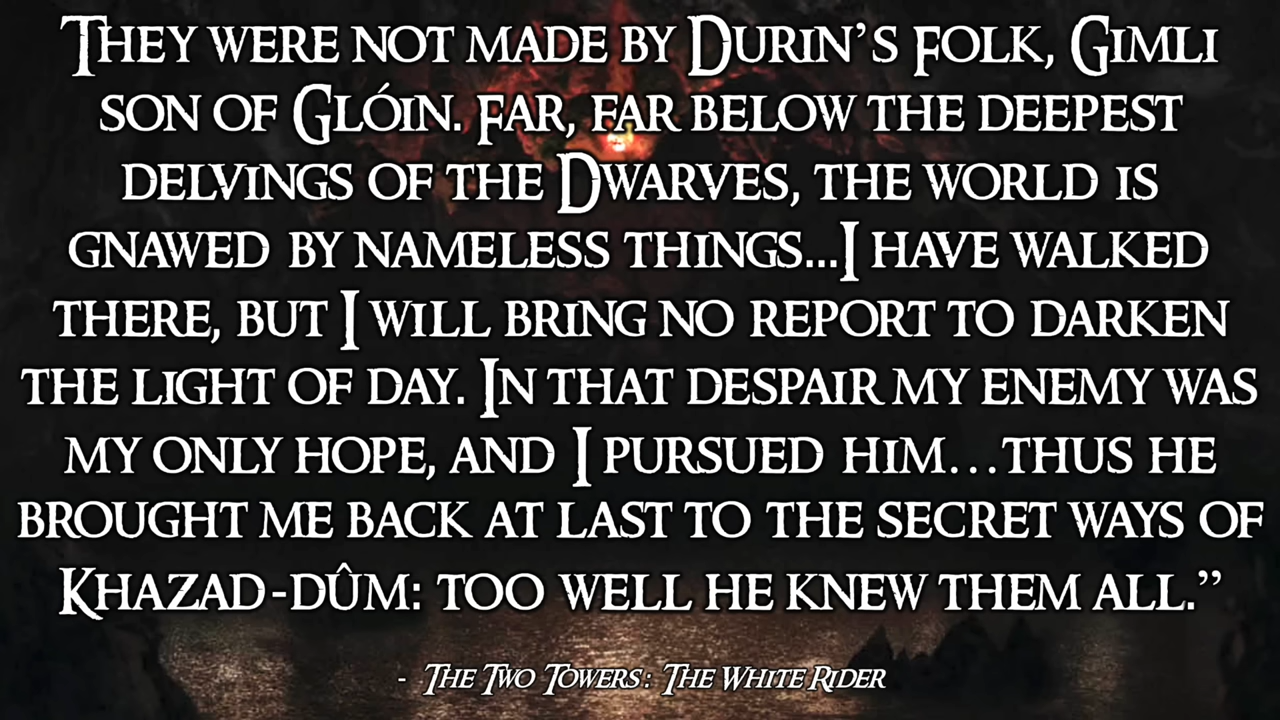 They were not made by Durin’s folk, Gimli
son of Glóin. Far, far below the deepest
delvings of the Dwarves, the world is
gnawed by nameless things...I have walked
there, but I will bring no report to darken
the light of day. In that despair my enemy was
my only hope, and I pursued him...thus he
brought me back at last to the secret ways of
Khazad-dûm: too well he knew them all.”
- The Two Towers: The White Rider